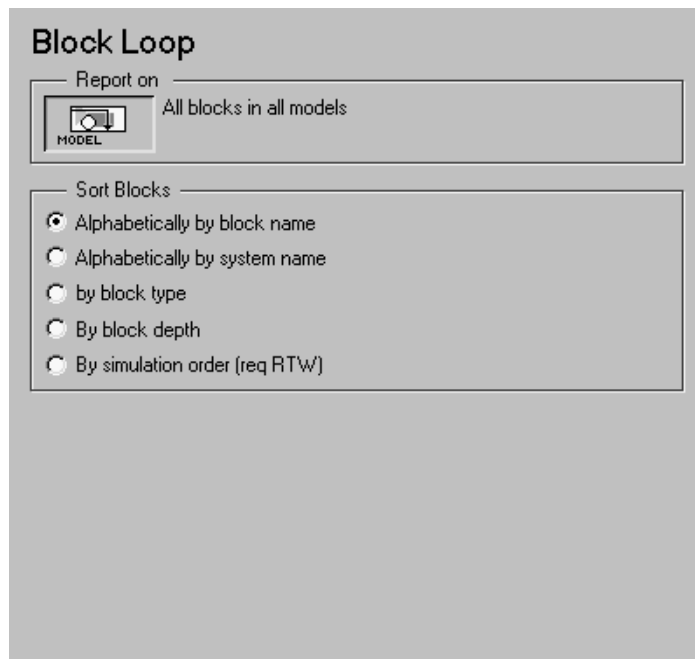 Block Loop
Report on
All blocks in all models
MODEL
Sort Blocks
Alphabetically by block name
Alphabetically by system name
by block type
By block depth
By simulation order (req RTW)